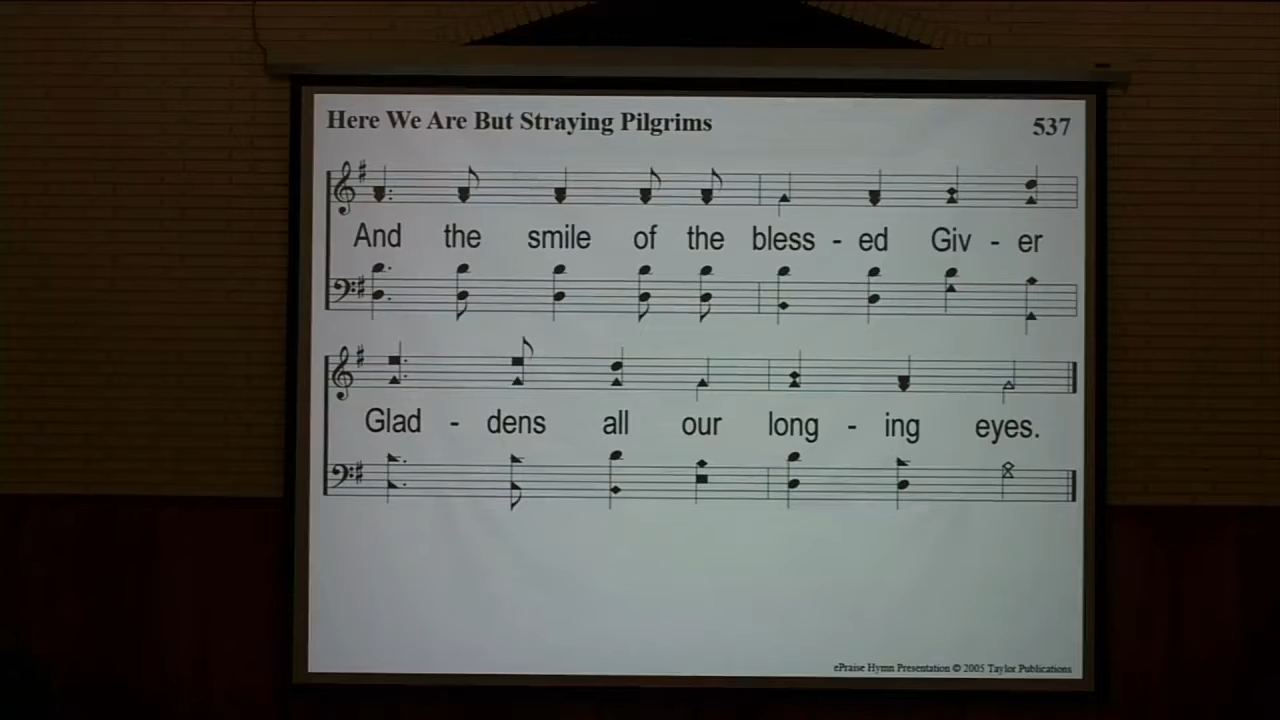 Here We Are But Straying Pilgrims
537
And the smile of the bless - ed Giv - er
Glad - dens all our long - ing eyes.
ePraise Hymn Presentation © 2005 Taylor Publications